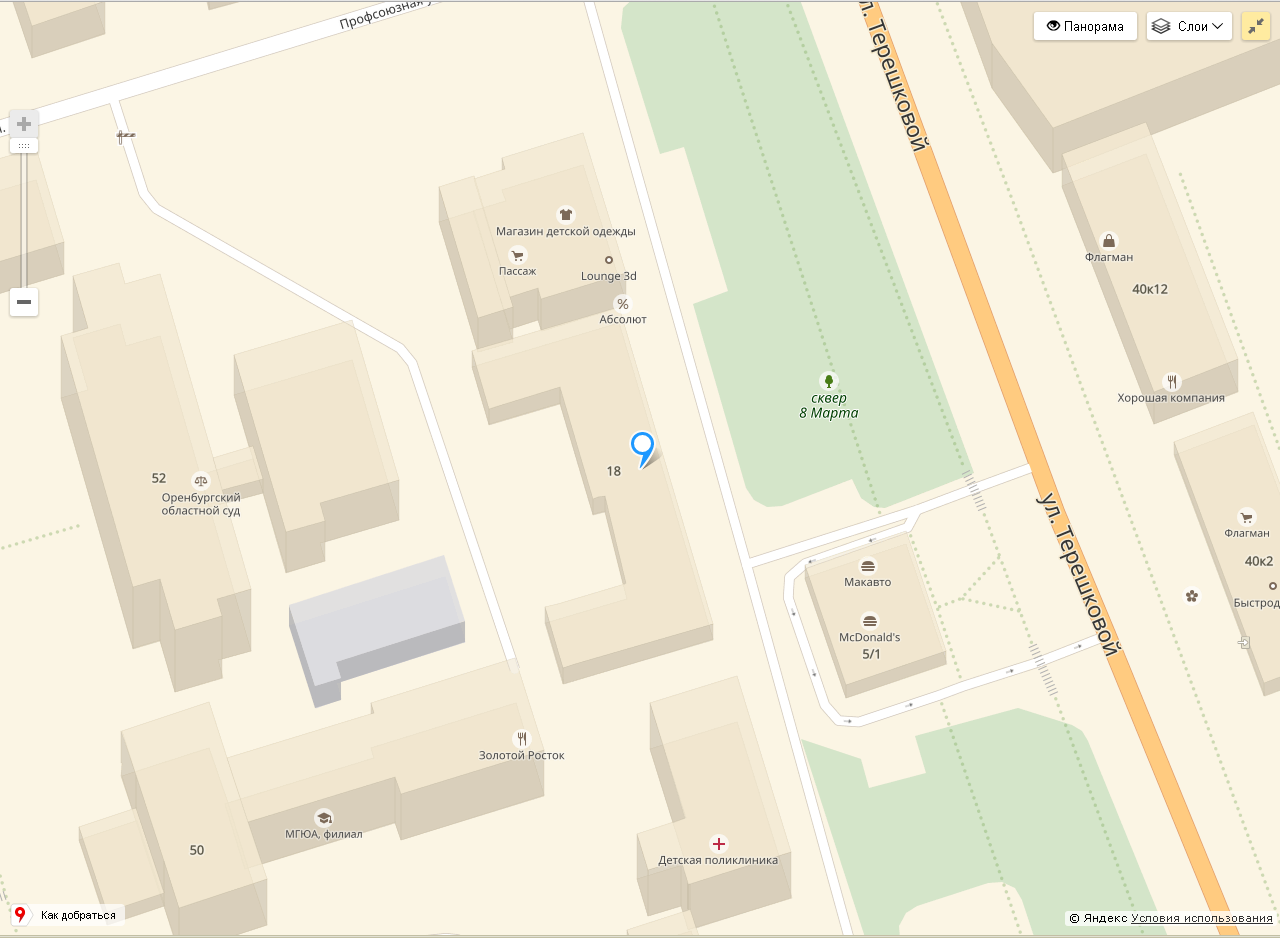 Профсоюзная у
ул. Терешковой
Панорама
Слои
Магазин детской одежды
Пассаж
Lounge 3d
%
Абсолют
Флагман
40к12
Хорошая компания
сквер
8 Марта
18
52
Оренбургский
областной суд
ул. Терешковой
Флагман
40к2
Быстрод
Макавто
McDonald's
5/1
Золотой Росток
МГЮА, филиал
50
Детская поликлиника
Как добраться
© Яндекс Условия использования